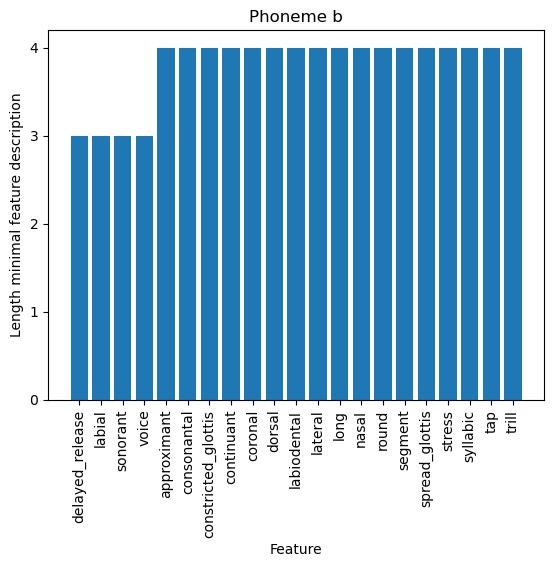 Phoneme b
Length minimal feature description
4
3
2
1
0
delayed_release
labial
sonorant
voice
approximant
consonantal
constricted_glottis
continuant
coronal
dorsal
labiodental
lateral
long
nasal
round
segment
spread_glottis
stress
syllabic
tap
trill
Feature